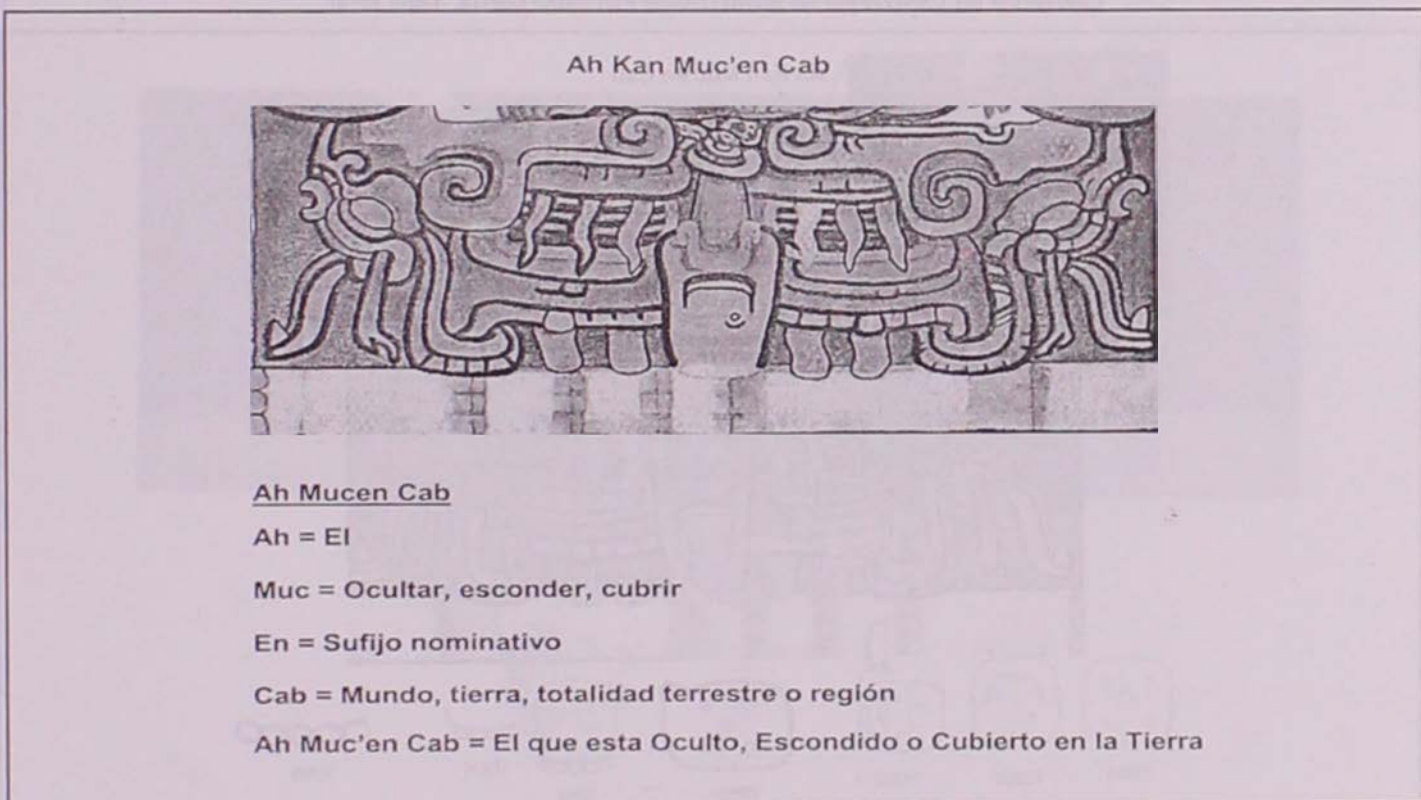 Ah Kan Muc'en Cab
Ah Mucen Cab
Ah = El
Muc = Ocultar, esconder, cubrir
En = Sufijo nominativo
Cab = Mundo, tierra, totalidad terrestre o región
Ah Muc'en Cab = El que esta Oculto, Escondido o Cubierto en la Tierra